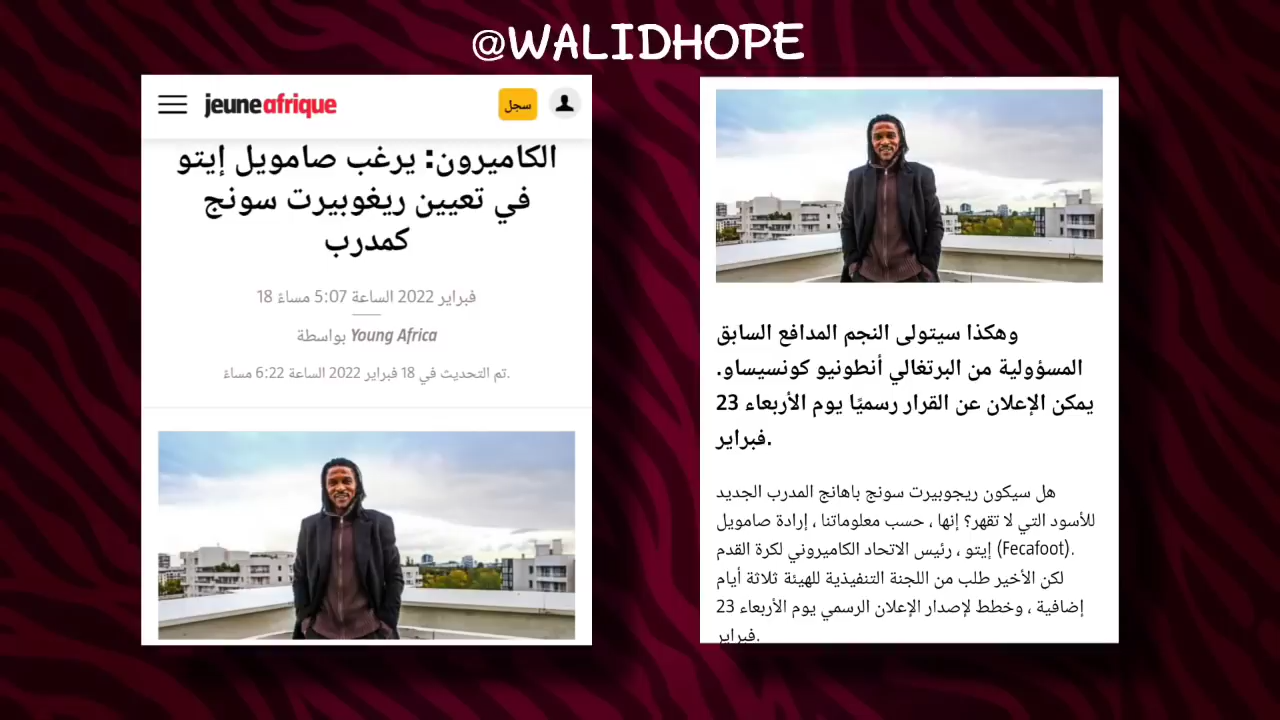 @WALIDHOPE
jeuneafrique
سجل
الكاميرون: يرغب صامويل إيتو
في تعيين ريغوبيرت سونج
كمدرب
فبراير 2022 الساعة 5:07 مساءً 18
بواسطة Young Africa
تم التحديث في 18 فبراير 2022 الساعة 6:22 مساءً.
وهكذا سيتولى النجم المدافع السابق
المسؤولية من البرتغالي أنطونيو كونسيساو.
يمكن الإعلان عن القرار رسميًا يوم الأربعاء 23
فبراير.
هل سيكون ريجوبيرت سونج باهانج المدرب الجديد
للأسود التي لا تقهر؟ إنها ، حسب معلوماتنا ، إرادة صامويل
إيتو ، رئيس الاتحاد الكاميروني لكرة القدم (Fecafoot).
لكن الأخير طلب من اللجنة التنفيذية للهيئة ثلاثة أيام
إضافية ، وخطط لإصدار الإعلان الرسمي يوم الأربعاء 23
فبراير.